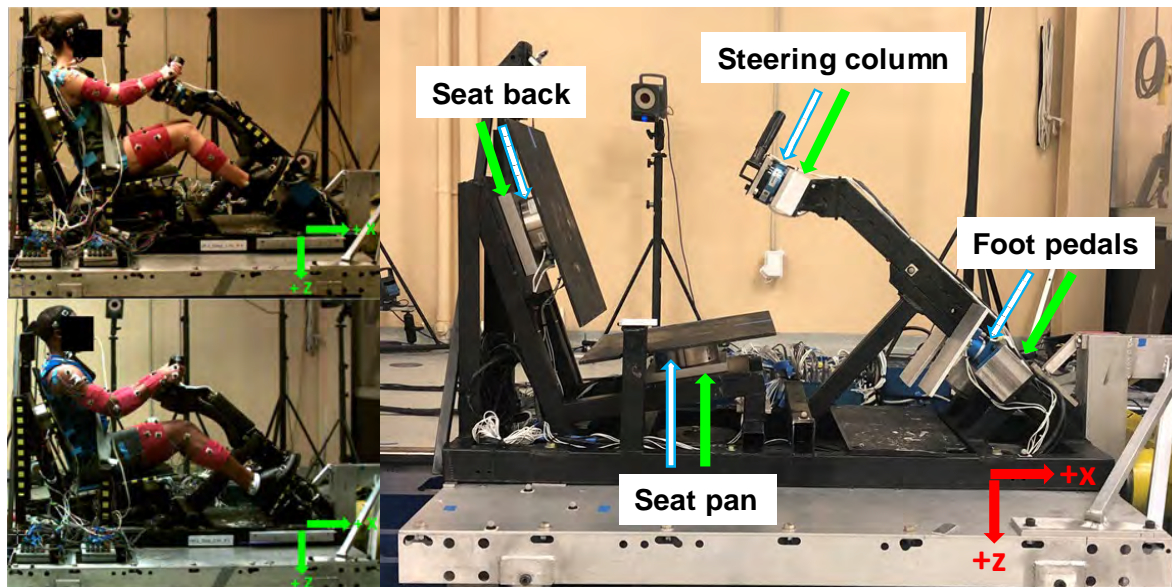 Steering column
Seat back
Foot pedals
Seat pan
+x
+z
+x
+z
+x
+z